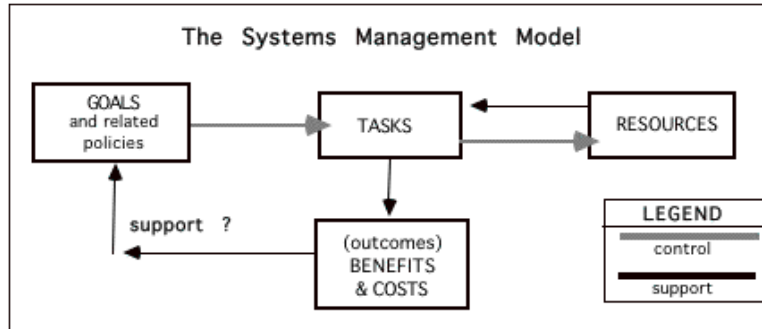 The Systems Management Model
GOALS
and related
policies
TASKS
RESOURCES
support ?
(outcomes)
BENEFITS
& COSTS
LEGEND
control
support